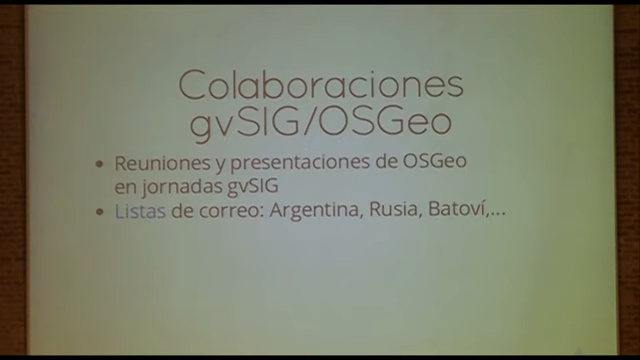 Colaboraciones
gvSIG/OSGeo
• Reuniones y presentaciones de OSGeo
en jornadas gvSIG
• Listas de correo: Argentina, Rusia, Batoví,...